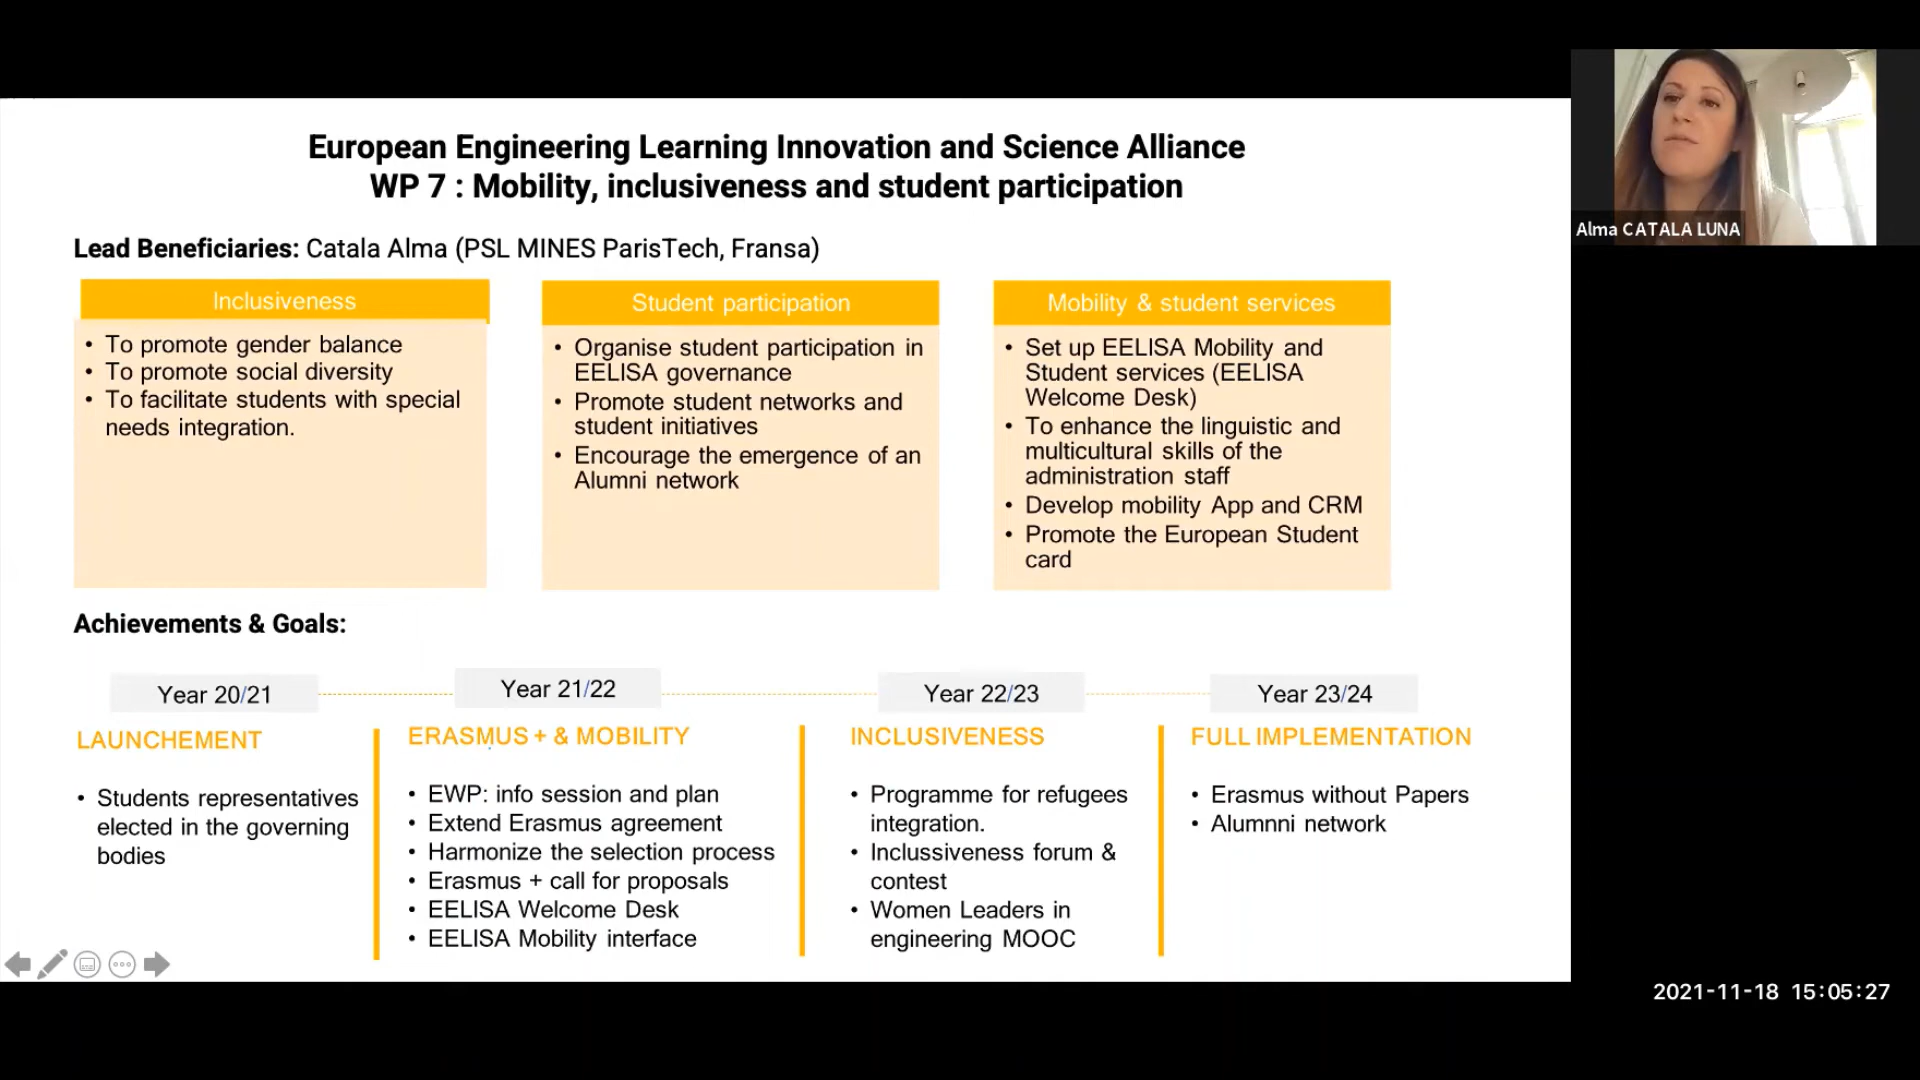 European Engineering Learning Innovation and Science Alliance
WP 7 : Mobility, inclusiveness and student participation
Alma CATALA LUNA
Lead Beneficiaries: Catala Alma (PSL MINES ParisTech, Fransa)
Inclusiveness
• To promote gender balance
• To promote social diversity
• To facilitate students with special
needs integration.
Student participation
• Organise student participation in
EELISA governance
• Promote student networks and
student initiatives
• Encourage the emergence of an
Alumni network
Mobility & student services
• Set up EELISA Mobility and
Student services (EELISA
Welcome Desk)
• To enhance the linguistic and
multicultural skills of the
administration staff
• Develop mobility App and CRM
• Promote the European Student
card
Achievements & Goals:
Year 20/21
LAUNCHEMENT
• Students representatives
elected in the governing
bodies
Year 21/22
ERASMUS + & MOBILITY
• EWP: info session and plan
• Extend Erasmus agreement
• Harmonize the selection process
• Erasmus + call for proposals
• EELISA Welcome Desk
• EELISA Mobility interface
Year 22/23
INCLUSIVENESS
• Programme for refugees
integration.
• Inclussiveness forum &
contest
• Women Leaders in
engineering MOOC
Year 23/24
FULL IMPLEMENTATION
• Erasmus without Papers
• Alumnni network
2021-11-18 15:05:27